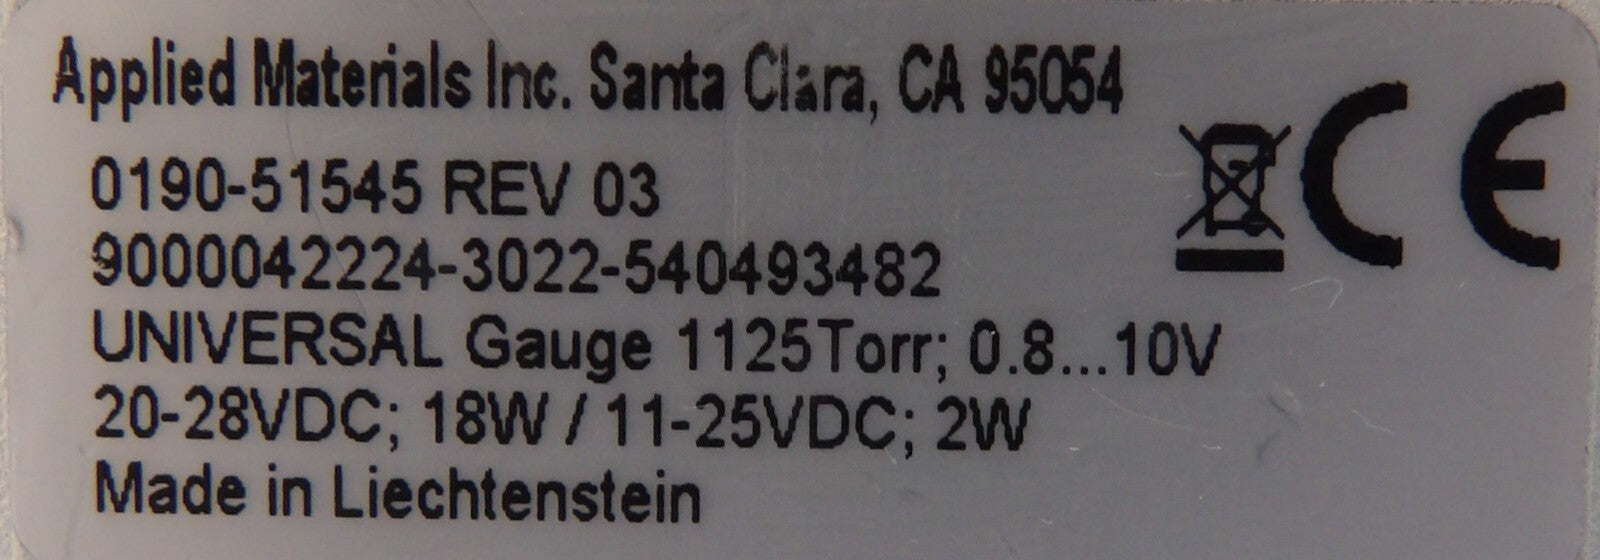 Applied Materials Inc. Santa Clara, CA 95054
0190-51545 REV 03
9000042224-3022-540493482
UNIVERSAL Gauge 1125Torr; 0.8...10V
20-28VDC; 18W / 11-25VDC; 2W
Made in Liechtenstein
CE